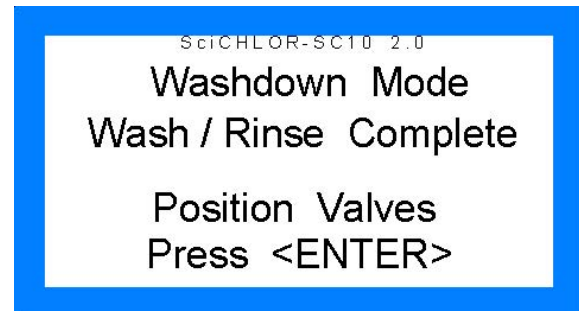 SciCHLOR-SC10 2.0
Washdown Mode
Wash / Rinse Complete
Position Valves
Press <ENTER>